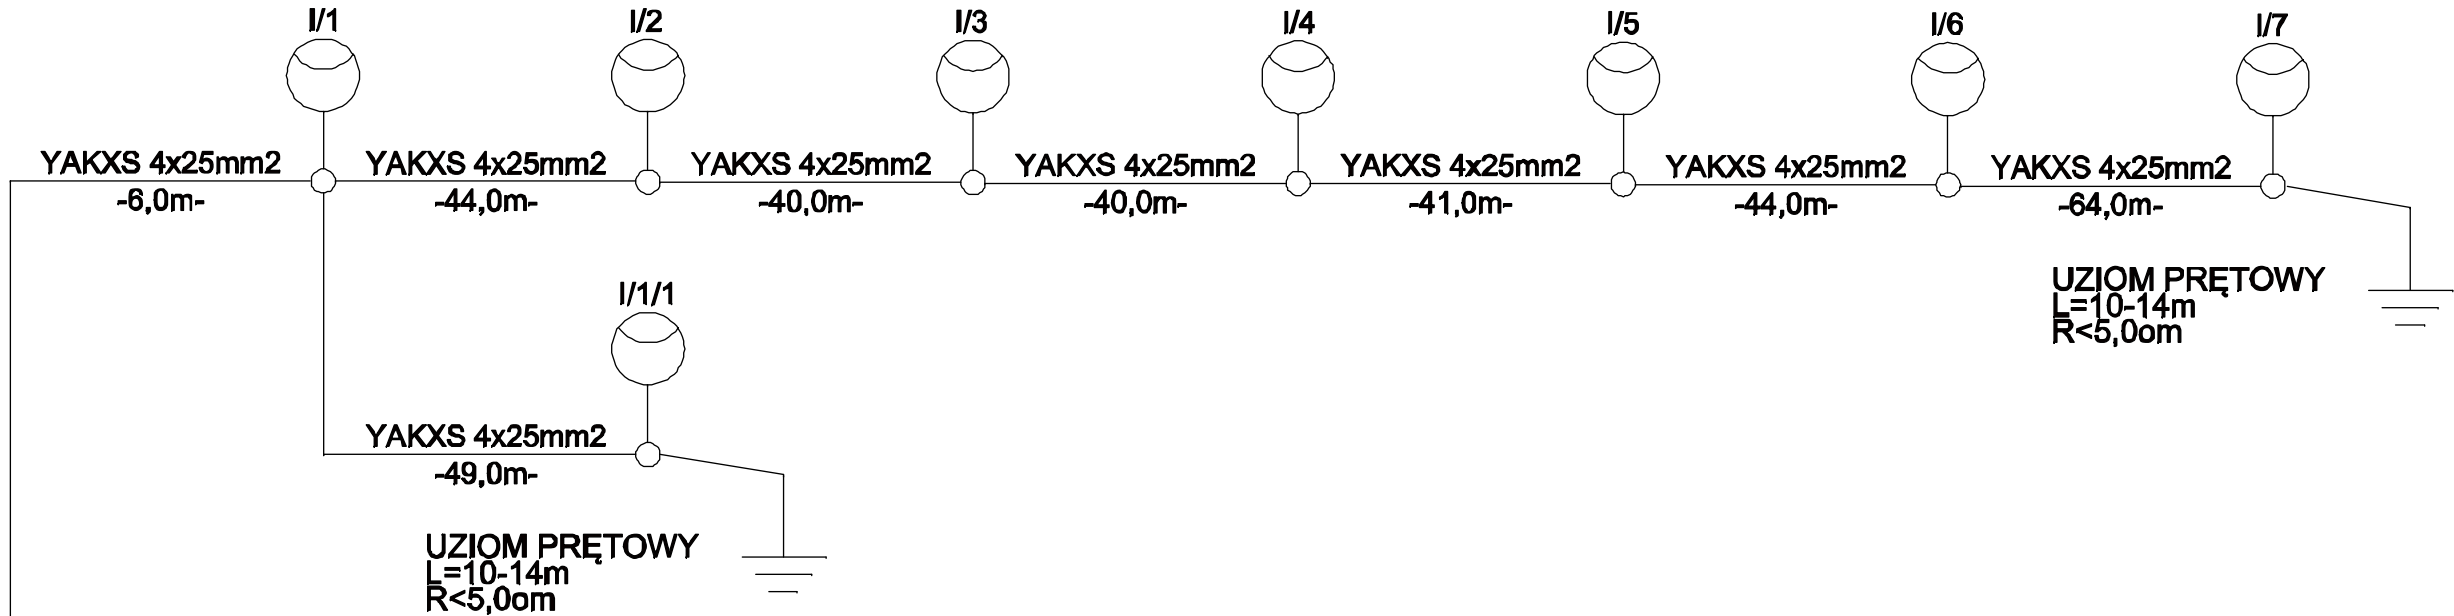 I/1
I/2
I/3
I/4
I/5
I/6
I/7
YAKXS 4x25mm2
-6,0m-
YAKXS 4x25mm2
-44,0m-
YAKXS 4x25mm2
-40,0m-
YAKXS 4x25mm2
-40,0m-
YAKXS 4x25mm2
-41,0m-
YAKXS 4x25mm2
-44,0m-
YAKXS 4x25mm2
-64,0m-
UZIOM PRĘTOWY
L=10-14m
R<5,0om
I/1/1
YAKXS 4x25mm2
-49,0m-
UZIOM PRĘTOWY
L=10-14m
R<5,0om